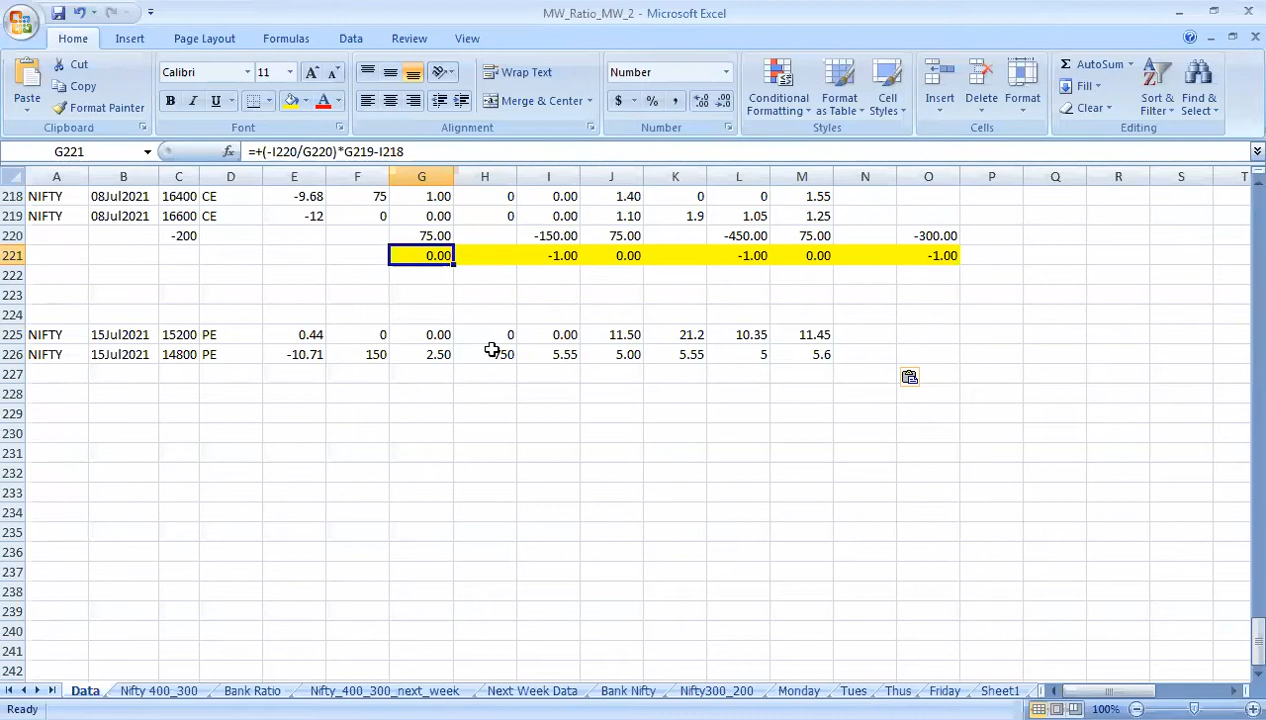 MW_Ratio_MW_2 - Microsoft Excel
Home Insert Page Layout Formulas Data Review View
Paste Cut Copy Format Painter Clipboard
Calibri 11 B I U A Font
Wrap Text Merge & Center Alignment
Number $ % , Number
Conditional Formatting Format as Table Cell Styles Styles
Insert Delete Format Cells
Σ AutoSum Fill Clear Sort & Filter Find & Select Editing
G221 fx =+(-I220/G220)*G219-I218
A B C D E F G H I J K L M N O P Q R S T
218 NIFTY 08Jul2021 16400 CE -9.68 75 1.00 0 0.00 1.40 0 0 1.55
219 NIFTY 08Jul2021 16600 CE -12 0 0.00 0 0.00 1.10 1.9 1.05 1.25
220 -200 75.00 -150.00 75.00 -450.00 75.00 -300.00
221 0.00 -1.00 0.00 -1.00 0.00 -1.00
222
223
224
225 NIFTY 15Jul2021 15200 PE 0.44 0 0.00 0 0.00 11.50 21.2 10.35 11.45
226 NIFTY 15Jul2021 14800 PE -10.71 150 2.50 5.55 5.00 5.55 5 5.6
227
228
229
230
231
232
233
234
235
236
237
238
239
240
241
242
Data Nifty 400_300 Bank Ratio Nifty_400_300_next_week Next Week Data Bank Nifty Nifty300_200 Monday Tues Thus Friday Sheet1
Ready 100%